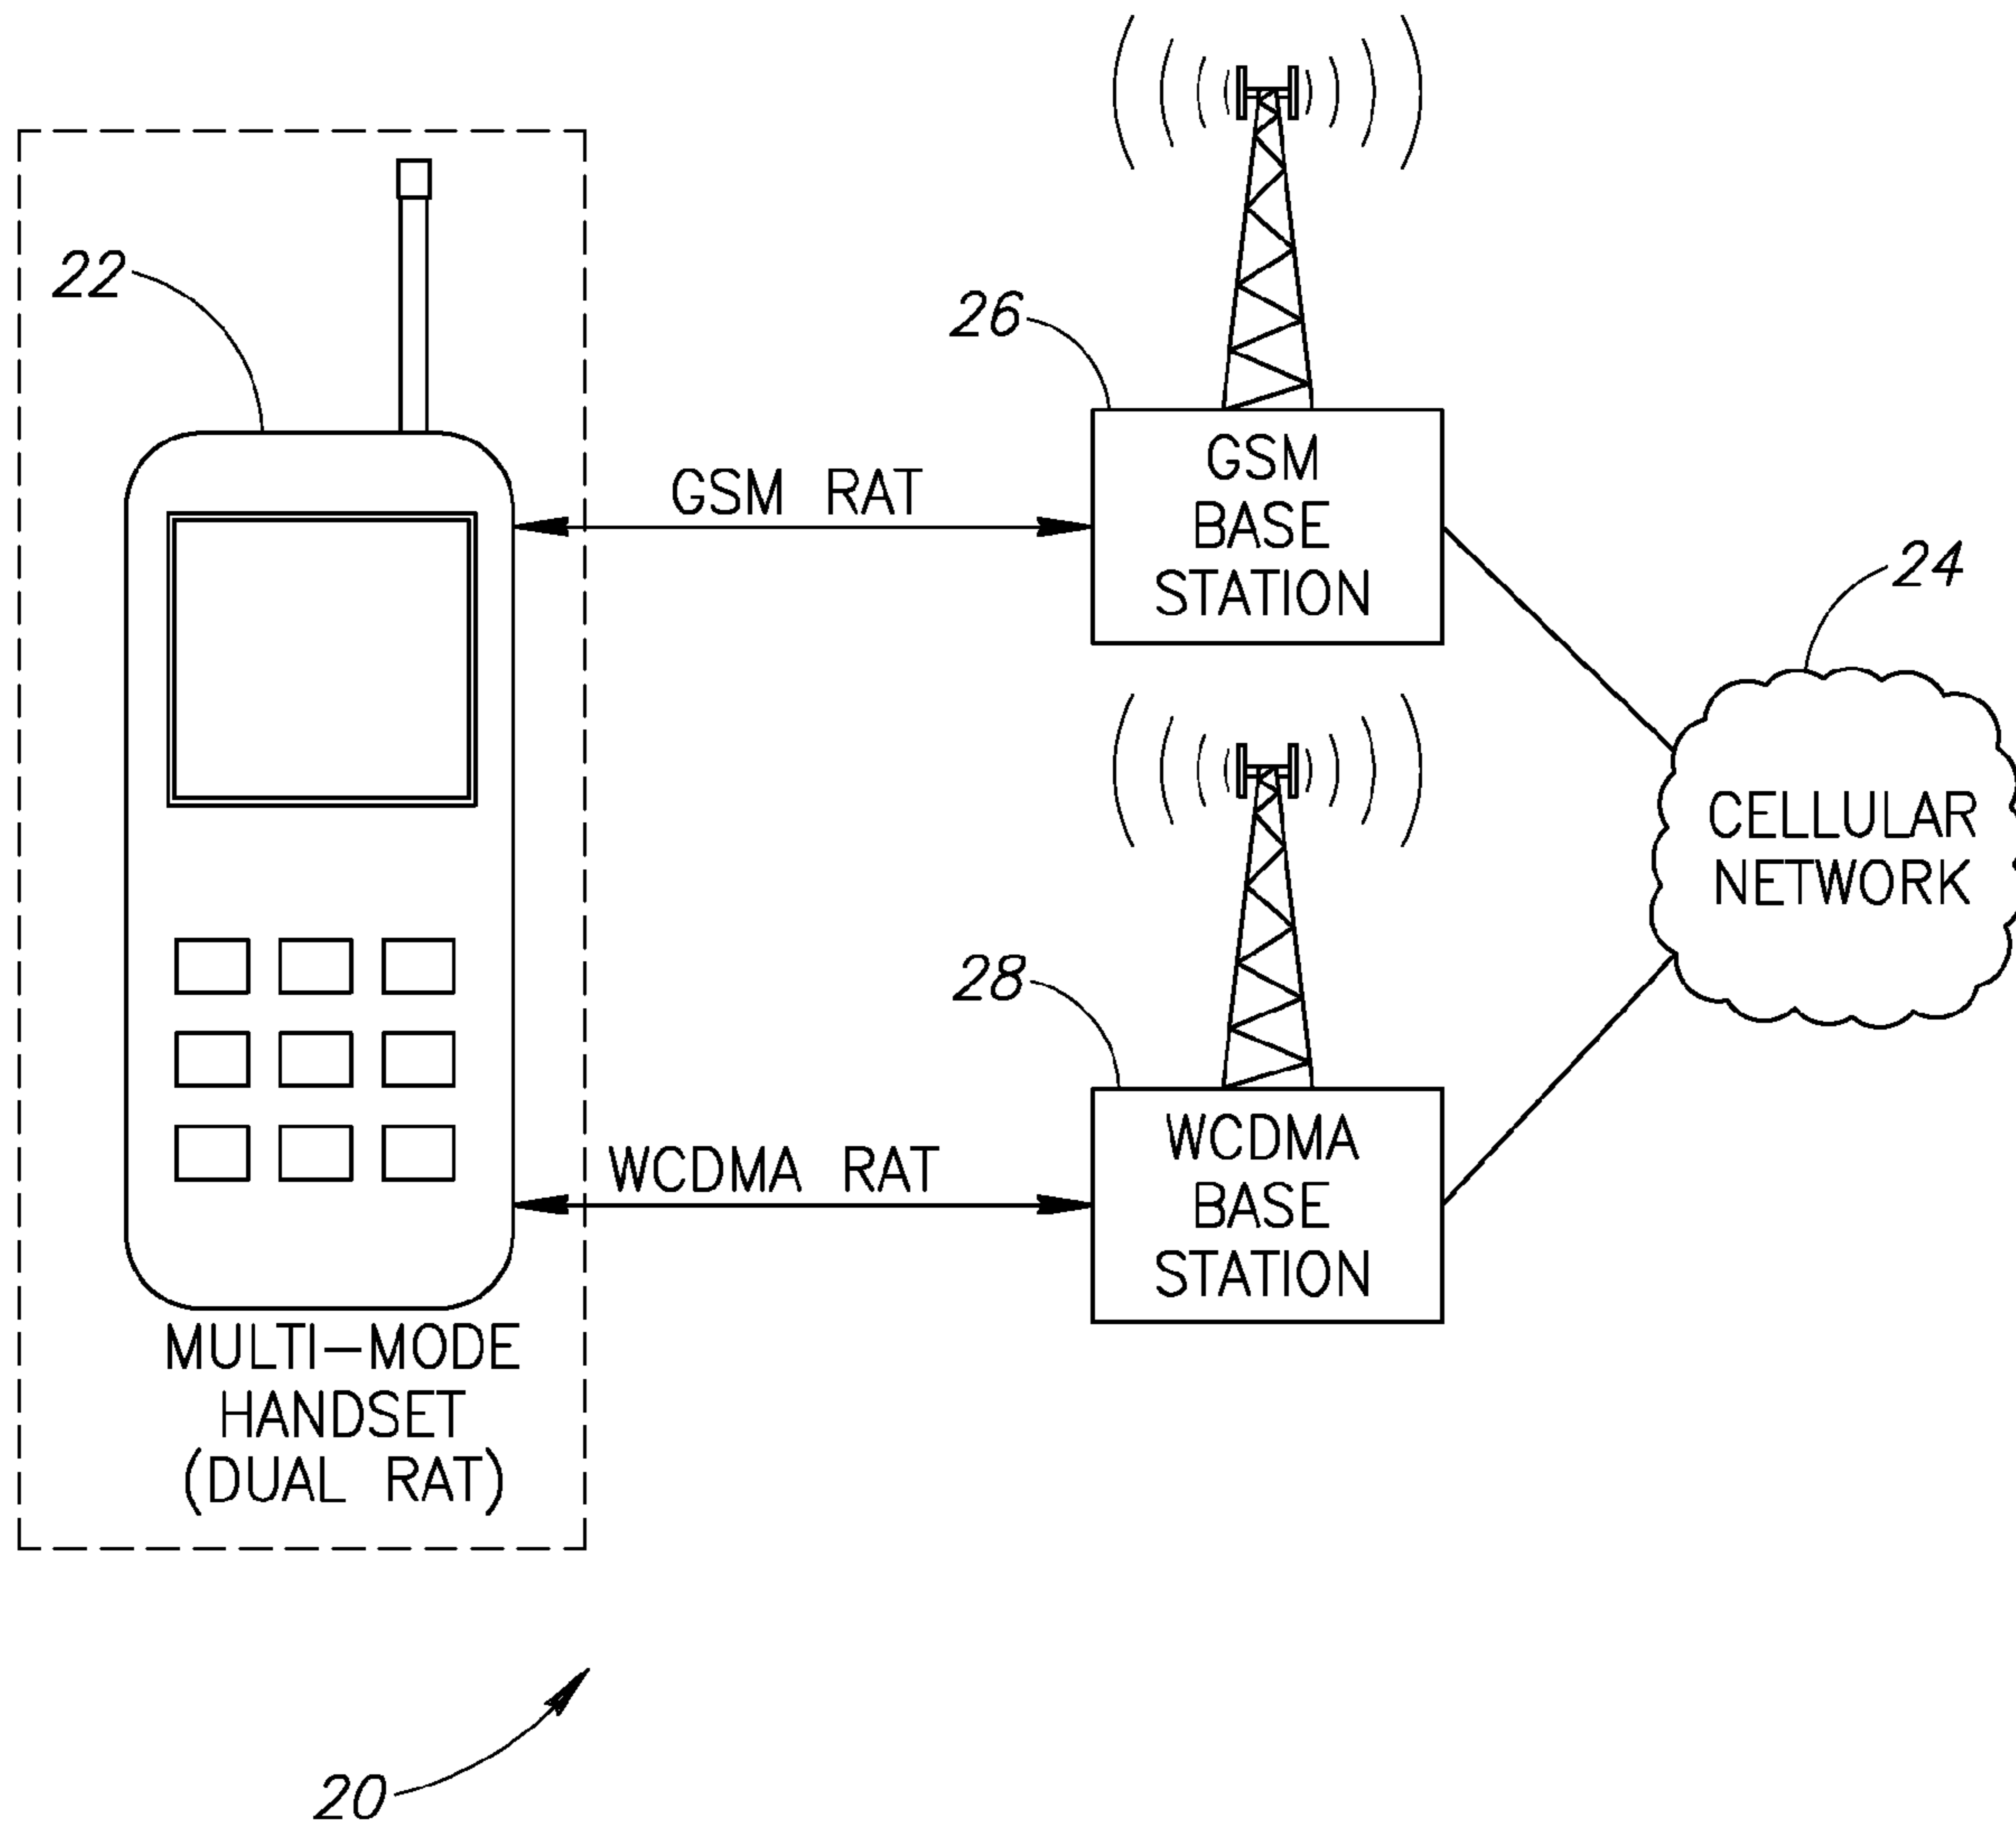 22
26
GSM RAT
GSM
BASE
STATION
24
CELLULAR
NETWORK
28
WCDMA RAT
WCDMA
BASE
STATION
MULTI-MODE
HANDSET
(DUAL RAT)
20